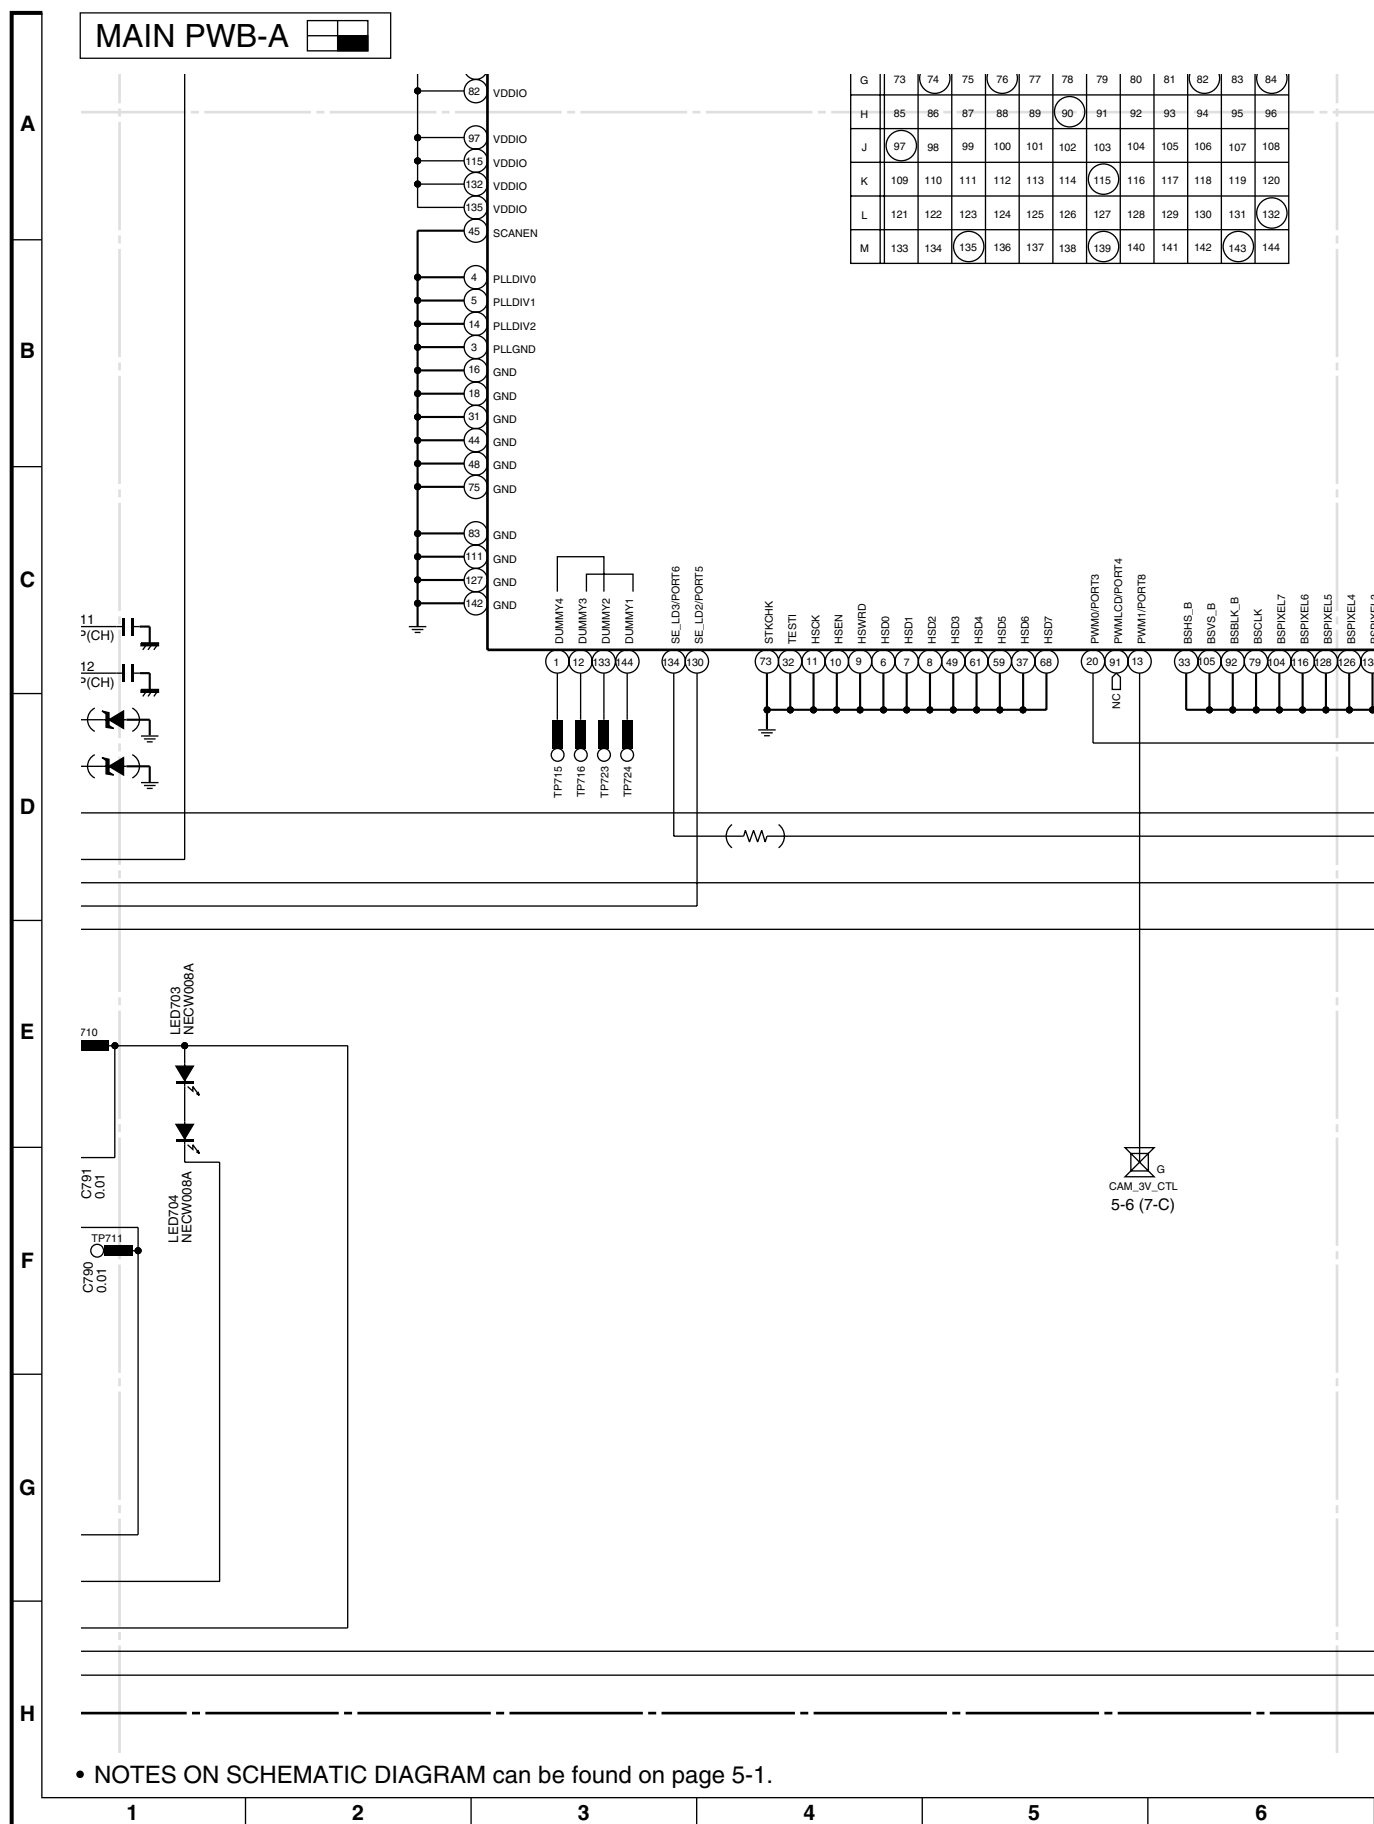 MAIN PWB-A
G 73 74 75 76 77 78 79 80 81 82 83 84
H 85 86 87 88 89 90 91 92 93 94 95 96
J 97 98 99 100 101 102 103 104 105 106 107 108
K 109 110 111 112 113 114 115 116 117 118 119 120
L 121 122 123 124 125 126 127 128 129 130 131 132
M 133 134 135 136 137 138 139 140 141 142 143 144
A
B
C
D
E
F
G
H
82 VDDIO
97 VDDIO
115 VDDIO
132 VDDIO
135 VDDIO
45 SCANEN
4 PLLDIV0
5 PLLDIV1
14 PLLDIV2
3 PLLGND
16 GND
18 GND
31 GND
44 GND
48 GND
75 GND
83 GND
111 GND
127 GND
142 GND
DUMMY4 1
DUMMY3 12
DUMMY2 133
DUMMY1 144
SE_LD3/PORT6 134
SE_LD2/PORT5 130
STKCHK 73
TESTI 32
HSCK 11
HSEN 10
HSWRD 9
HSD0 6
HSD1 7
HSD2 8
HSD3 49
HSD4 61
HSD5 59
HSD6 37
HSD7 68
PWM0/PORT3 20
PWMLCD/PORT4 91
PWM1/PORT8 13
BSHS_B 33
BSVS_B 105
BSBLK_B 92
BSCLK 79
BSPIXEL7 104
BSPIXEL6 116
BSPIXEL5 128
BSPIXEL4 126
NC
TP715
TP716
TP723
TP724
11
P(CH)
12
P(CH)
LED703
NECW008A
710
LED704
NECW008A
C791
0.01
TP711
C790
0.01
G
CAM_3V_CTL
5-6 (7-C)
• NOTES ON SCHEMATIC DIAGRAM can be found on page 5-1.
1 2 3 4 5 6